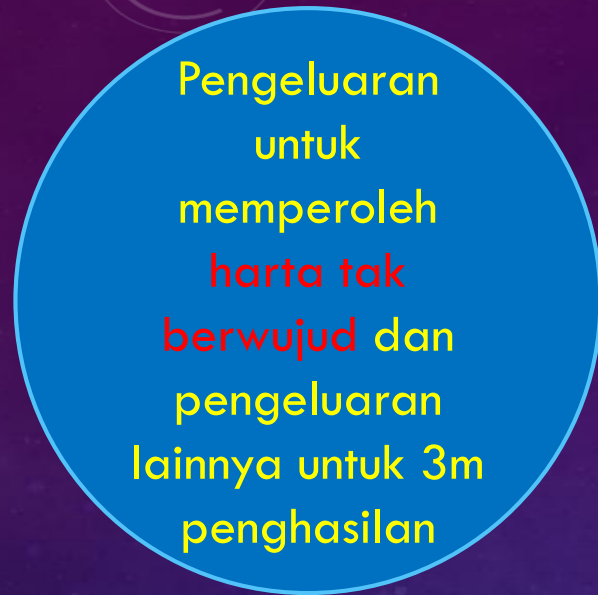 Pengeluaran
untuk
memperoleh
harta tak
berwujud dan
pengeluaran
lainnya untuk 3m
penghasilan